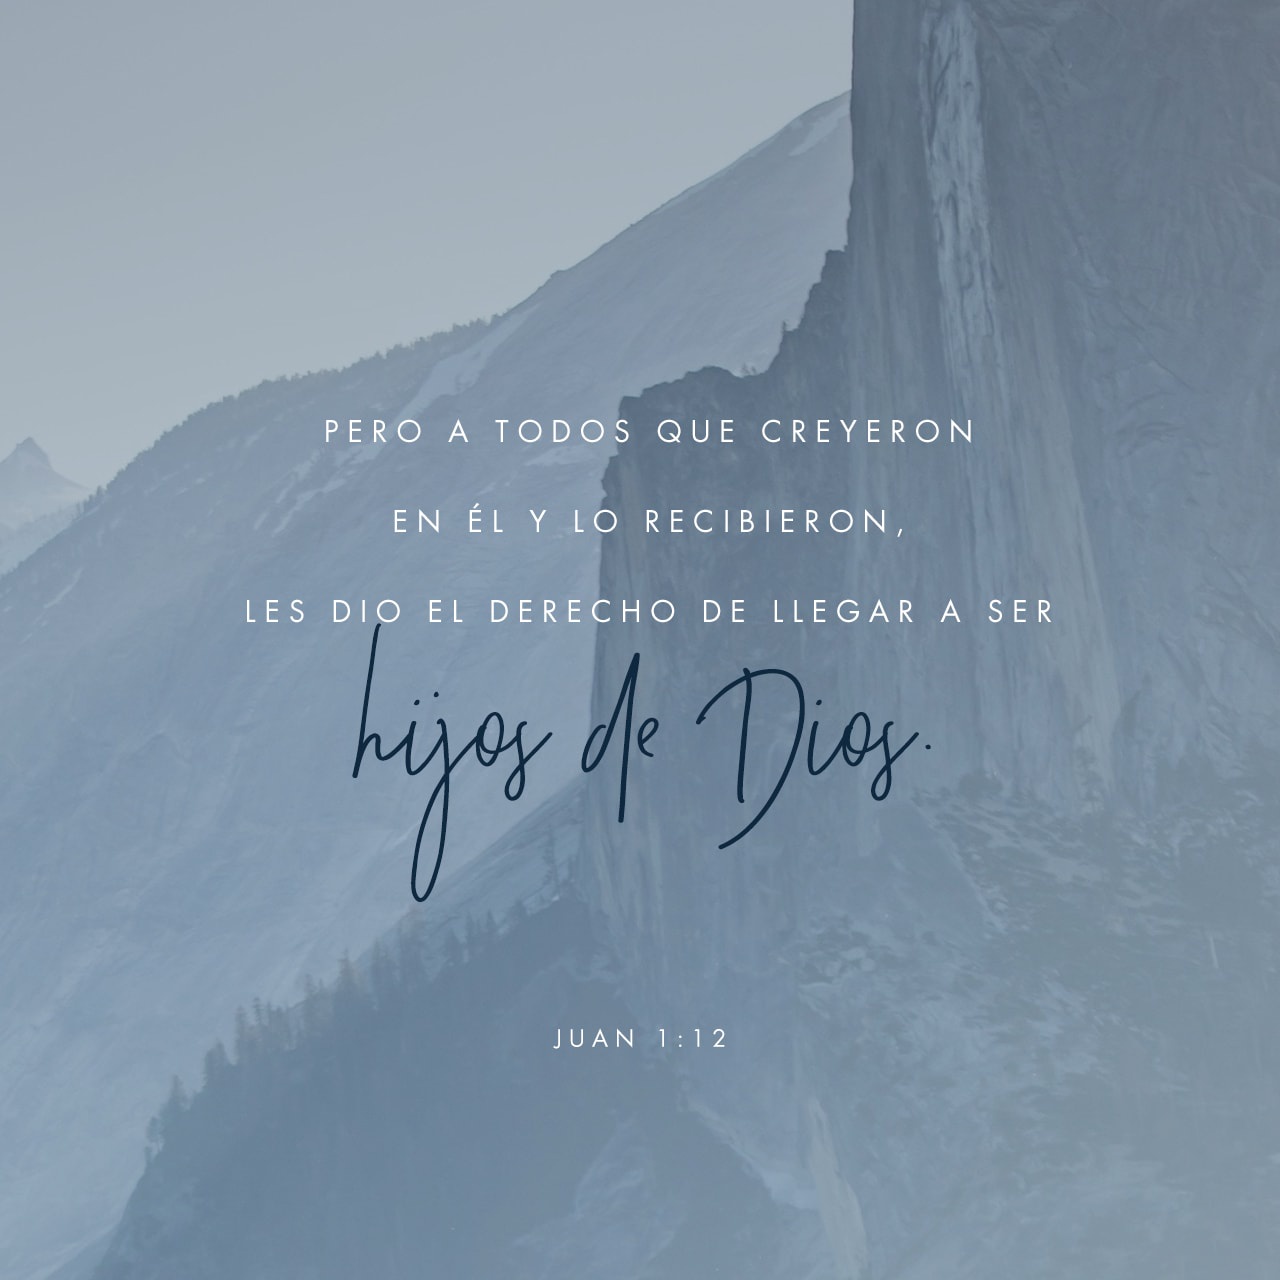 PERO A TODOS QUE CREYERON
EN ÉL Y LO RECIBIERON,
LES DIO EL DERECHO DE LLEGAR A SER
hijos de Dios.
JUAN 1:12